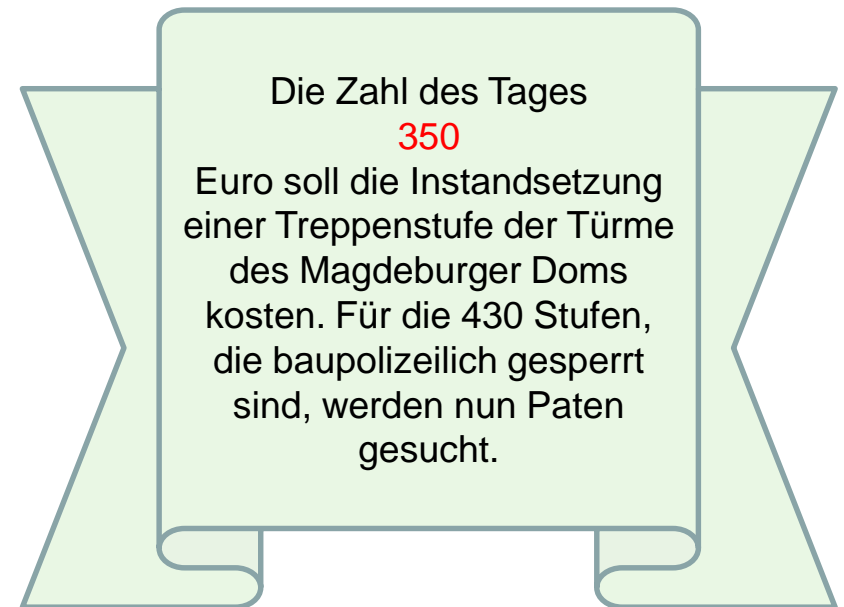 Die Zahl des Tages
350
Euro soll die Instandsetzung
einer Treppenstufe der Türme
des Magdeburger Doms
kosten. Für die 430 Stufen,
die baupolizeilich gesperrt
sind, werden nun Paten
gesucht.